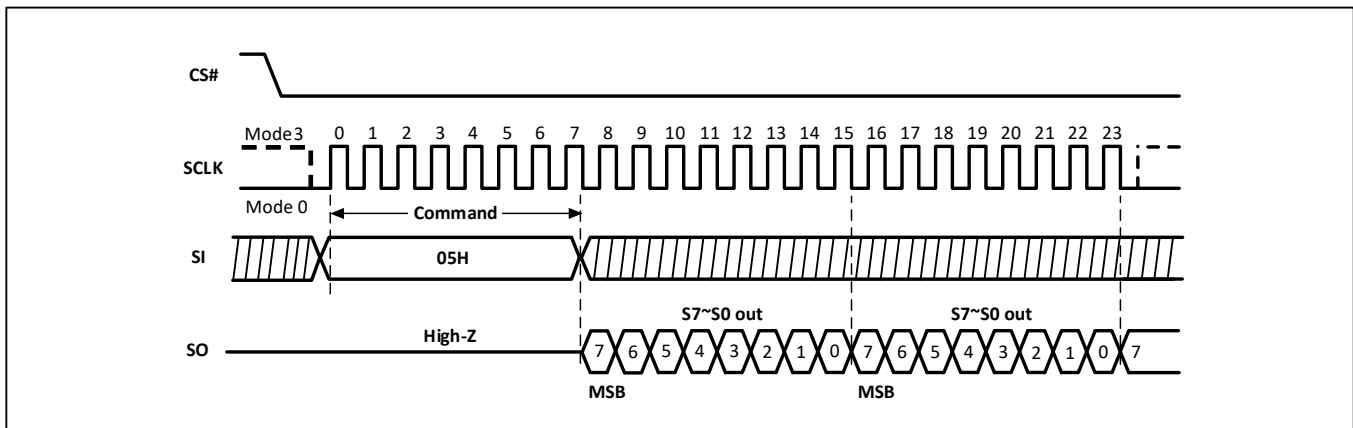 CS#
Mode3 0 1 2 3 4 5 6 7 8 9 10 11 12 13 14 15 16 17 18 19 20 21 22 23
SCLK
Mode 0 Command
SI 05H
S7~S0 out S7~S0 out
High-Z
SO 7 6 5 4 3 2 1 0 7 6 5 4 3 2 1 0 7
MSB MSB